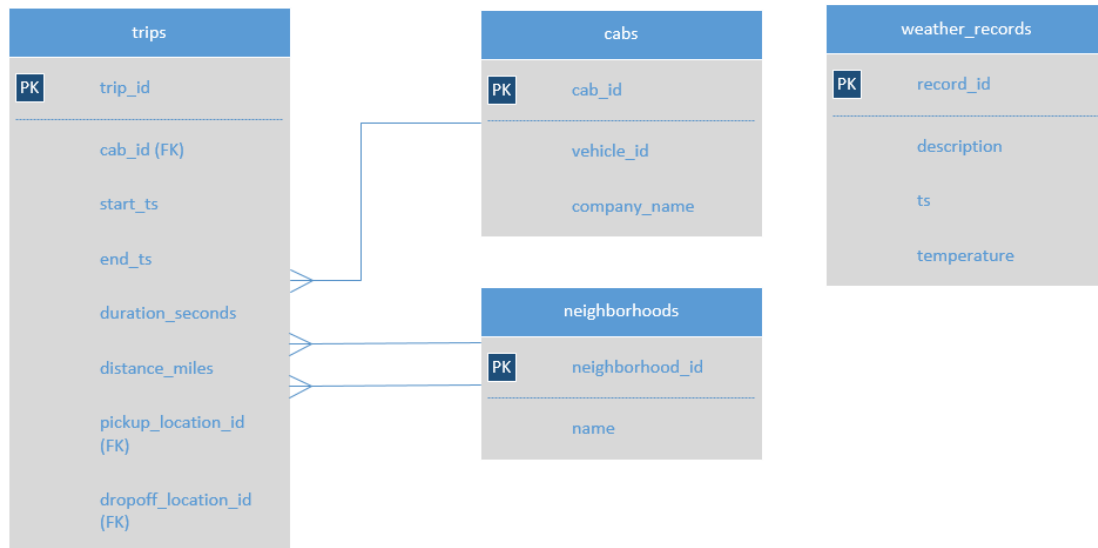 trips
PK
trip_id
cab_id (FK)
start_ts
end_ts
duration_seconds
distance_miles
pickup_location_id
(FK)
dropoff_location_id
(FK)
cabs
PK
cab_id
vehicle_id
company_name
neighborhoods
PK
neighborhood_id
name
weather_records
PK
record_id
description
ts
temperature